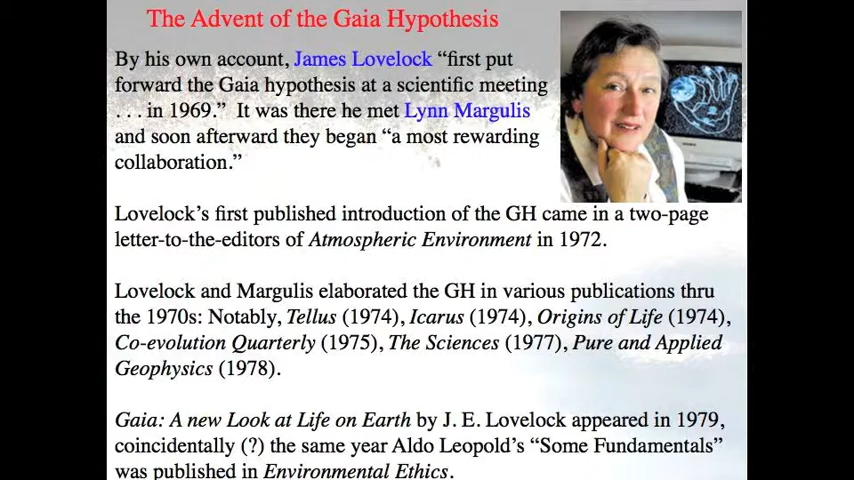 The Advent of the Gaia Hypothesis
By his own account, James Lovelock “first put
forward the Gaia hypothesis at a scientific meeting
. . . in 1969.” It was there he met Lynn Margulis
and soon afterward they began “a most rewarding
collaboration.”
Lovelock’s first published introduction of the GH came in a two-page
letter-to-the-editors of Atmospheric Environment in 1972.
Lovelock and Margulis elaborated the GH in various publications thru
the 1970s: Notably, Tellus (1974), Icarus (1974), Origins of Life (1974),
Co-evolution Quarterly (1975), The Sciences (1977), Pure and Applied
Geophysics (1978).
Gaia: A new Look at Life on Earth by J. E. Lovelock appeared in 1979,
coincidentally (?) the same year Aldo Leopold’s “Some Fundamentals”
was published in Environmental Ethics.